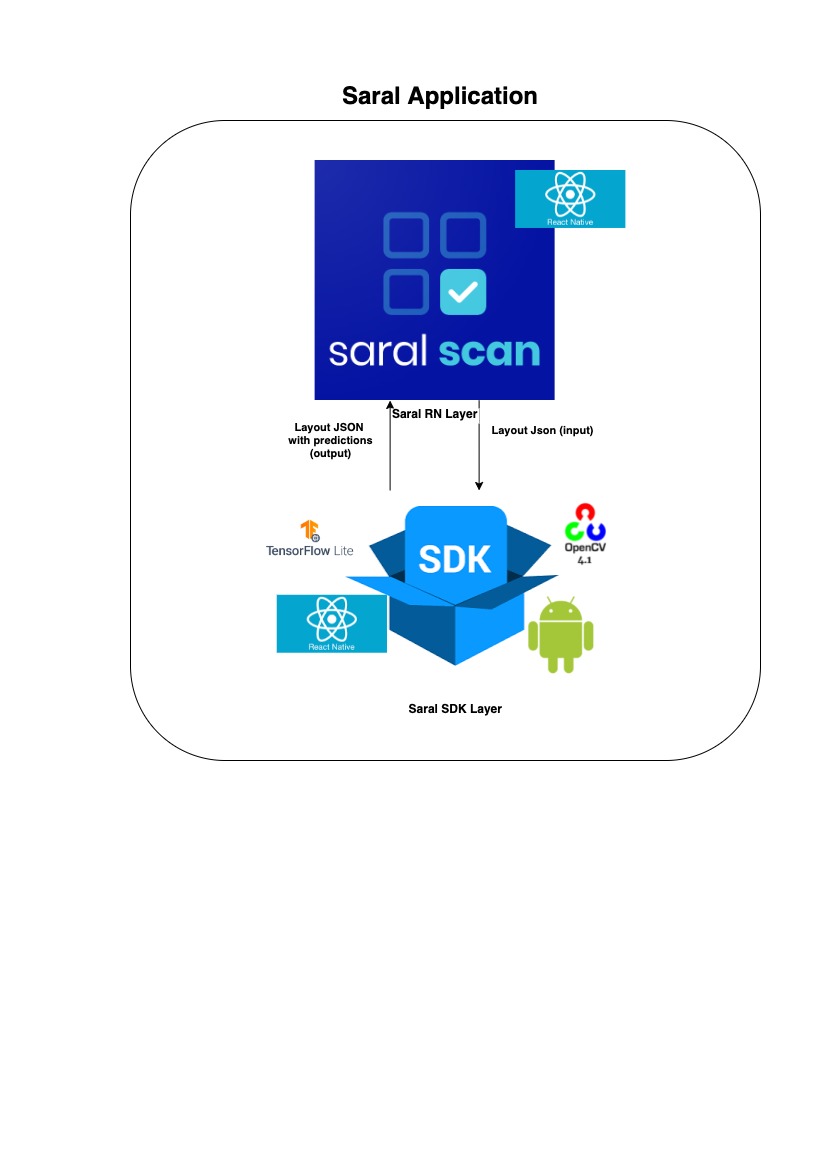 Saral Application
React Native
saral scan
Saral RN Layer
Layout JSON
with predictions
(output)
Layout Json (input)
TensorFlow Lite
SDK
OpenCV
4.1
React Native
Saral SDK Layer